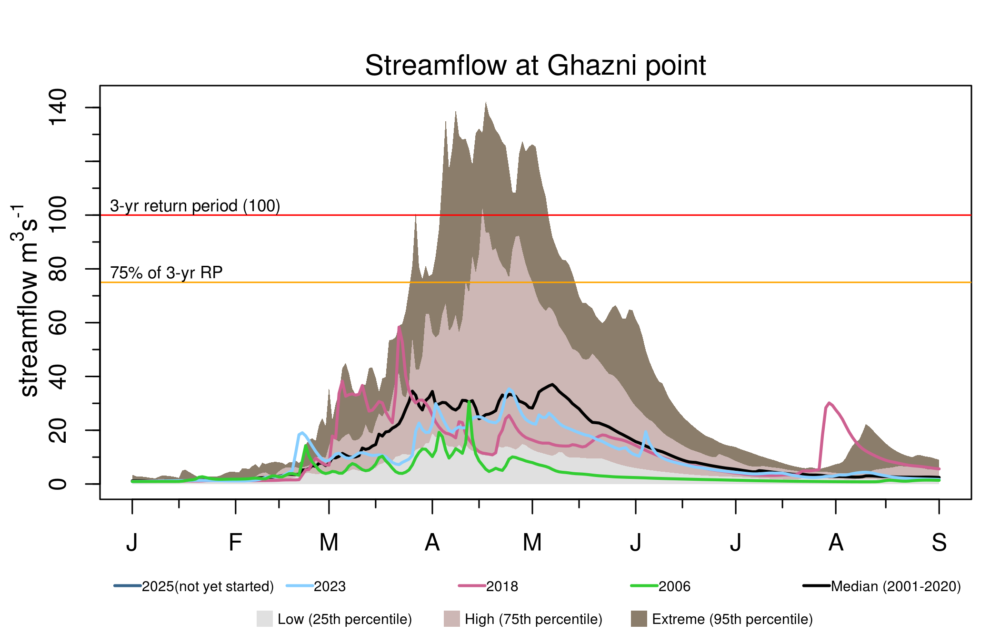 Streamflow at Ghazni point
streamflow m³s⁻¹
140
100
80
60
40
20
0
3-yr return period (100)
75% of 3-yr RP
J F M A M J J A S
2025(not yet started) 2023 2018 2006 Median (2001-2020)
Low (25th percentile) High (75th percentile) Extreme (95th percentile)